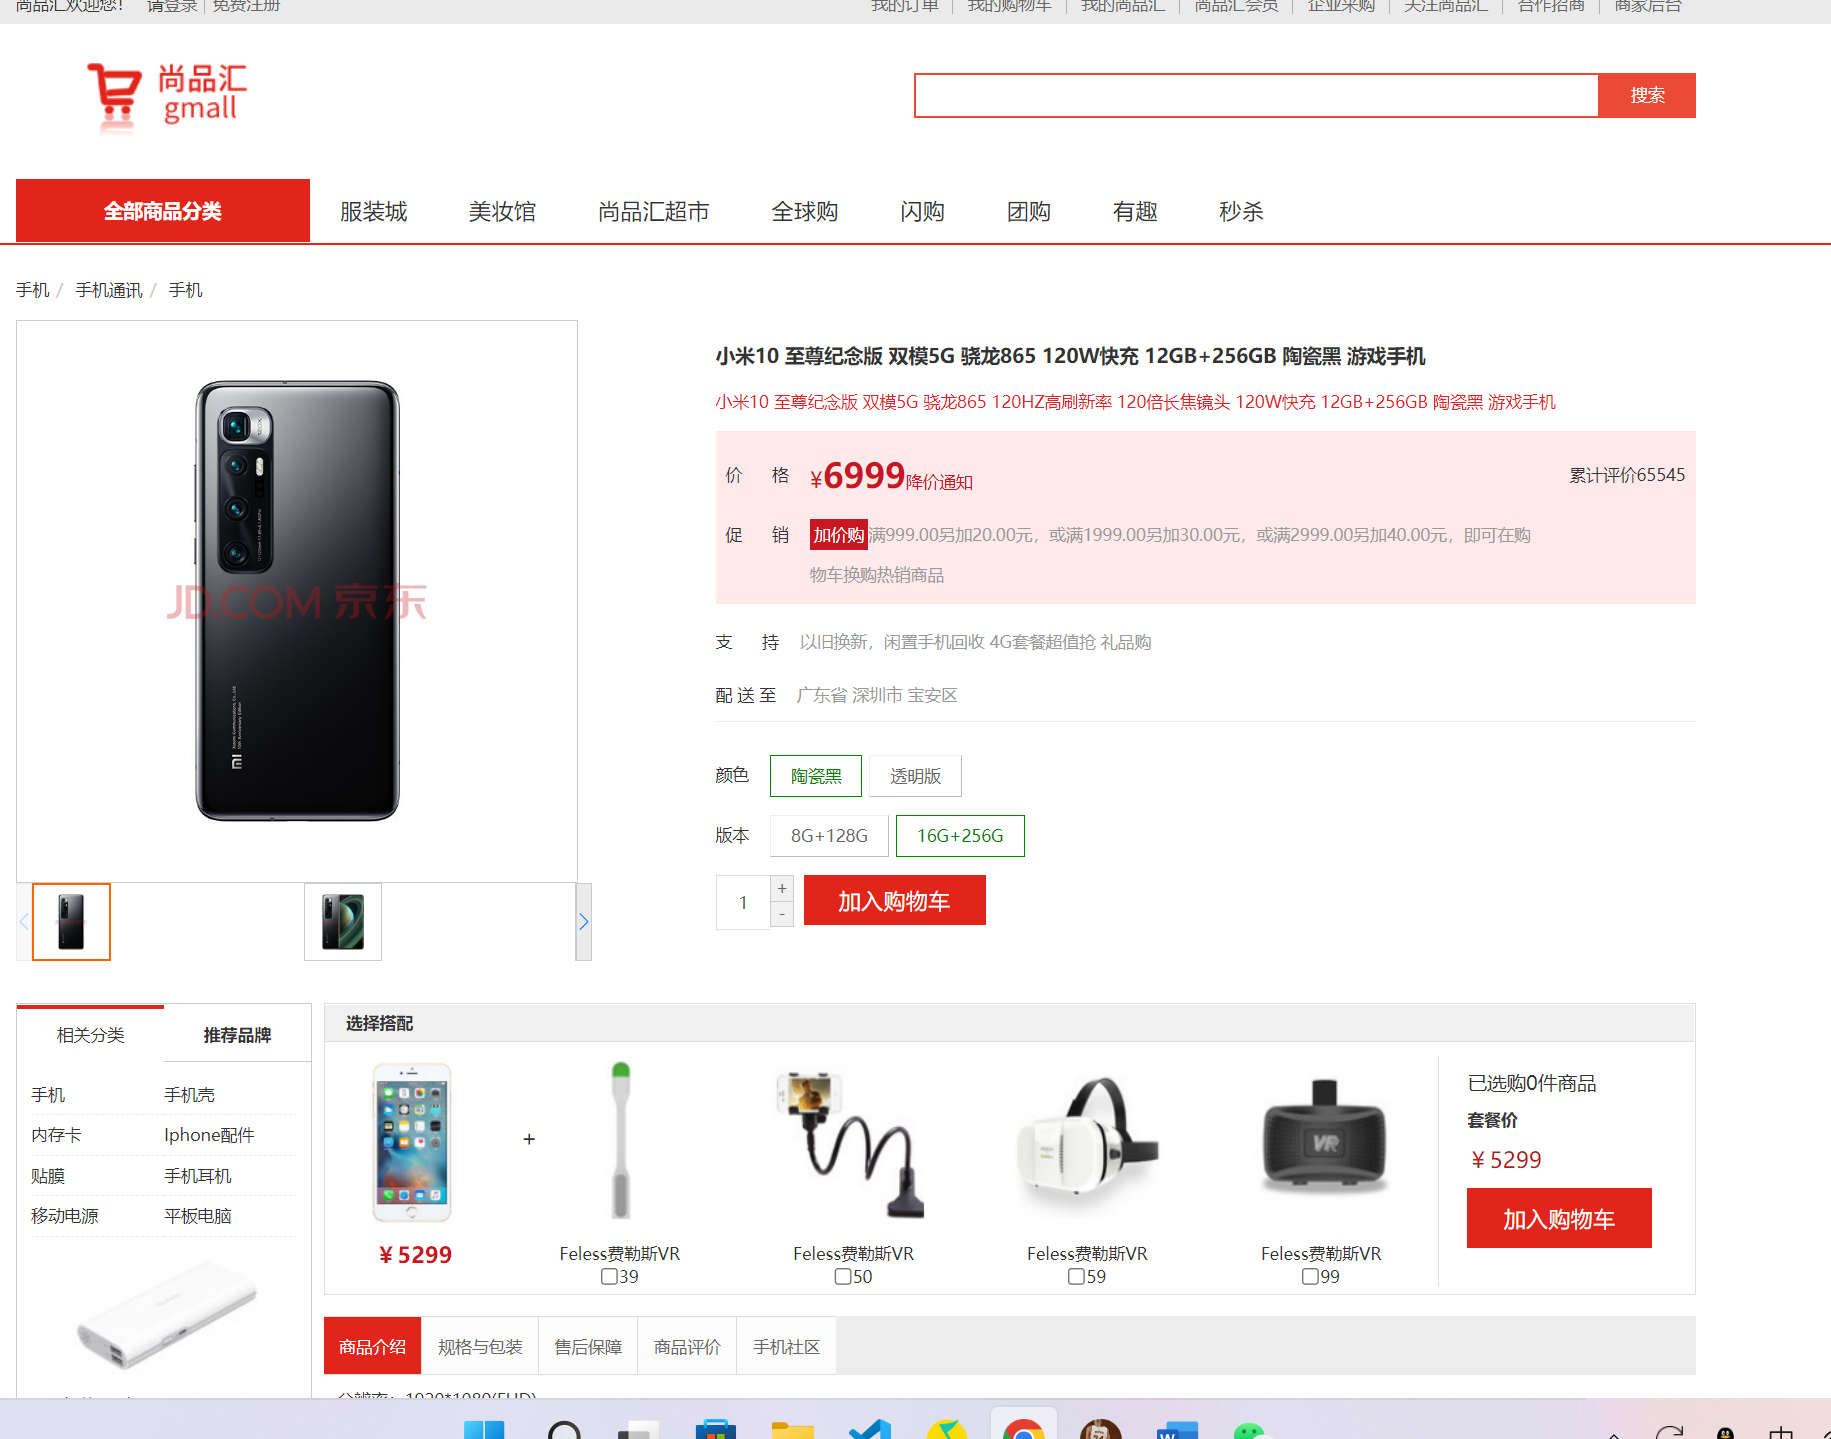 尚品汇欢迎您！ 请登录 免费注册
我的订单 我的购物车 我的尚品汇 尚品汇会员 企业采购 关注尚品汇 合作招商 商家后台
尚品汇
gmall
搜索
全部商品分类 服装城 美妆馆 尚品汇超市 全球购 闪购 团购 有趣 秒杀
手机 / 手机通讯 / 手机
小米10 至尊纪念版 双模5G 骁龙865 120W快充 12GB+256GB 陶瓷黑 游戏手机
小米10 至尊纪念版 双模5G 骁龙865 120HZ高刷新率 120倍长焦镜头 120W快充 12GB+256GB 陶瓷黑 游戏手机
价 格 ¥6999降价通知 累计评价65545
促 销 加价购满999.00另加20.00元，或满1999.00另加30.00元，或满2999.00另加40.00元，即可在购
物车换购热销商品
JD.COM 京东
支 持 以旧换新，闲置手机回收 4G套餐超值抢 礼品购
配 送 至 广东省 深圳市 宝安区
颜色 陶瓷黑 透明版
版本 8G+128G 16G+256G
1 + - 加入购物车
相关分类 推荐品牌
手机 手机壳
内存卡 Iphone配件
贴膜 手机耳机
移动电源 平板电脑
选择搭配
+
VR
¥5299
Feless费勒斯VR
39
Feless费勒斯VR
50
Feless费勒斯VR
59
Feless费勒斯VR
99
已选购0件商品
套餐价
¥5299
加入购物车
商品介绍 规格与包装 售后保障 商品评价 手机社区
分辨率：1920*1080(FHD)